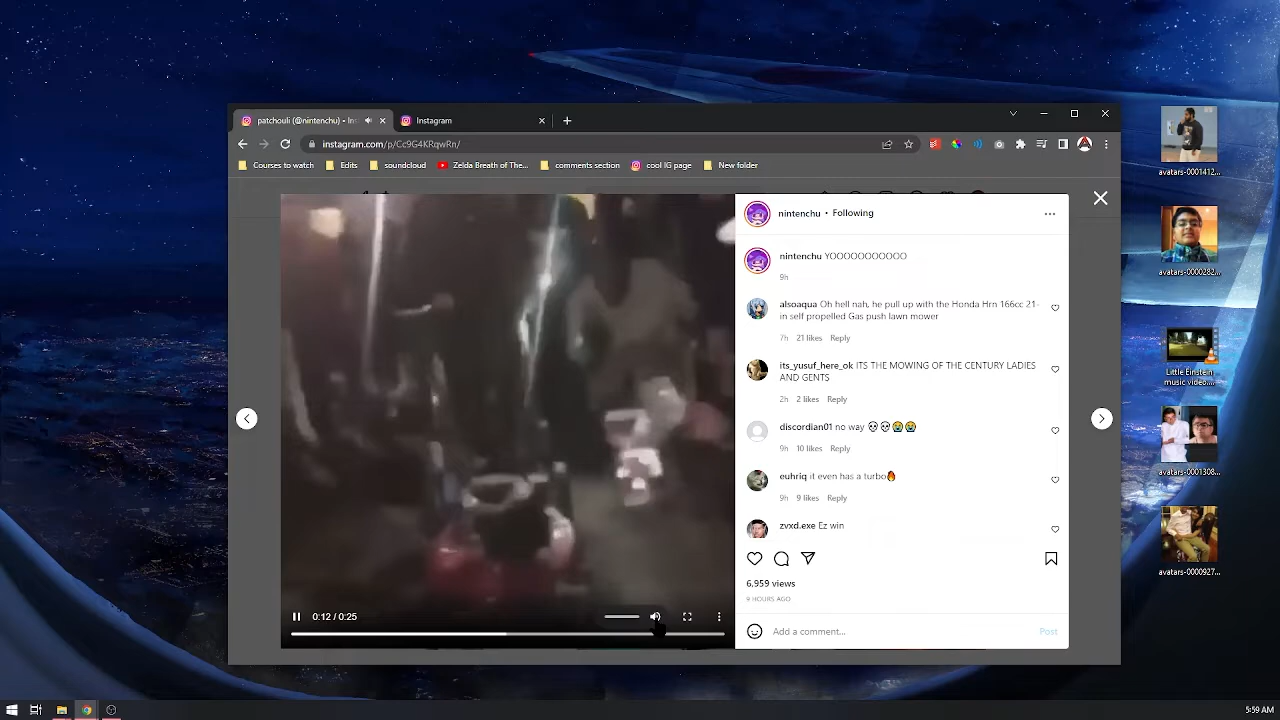 patchouli (@nintenchu) • Ins
Instagram
instagram.com/p/Cc9G4KRqwRn/
Courses to watch
Edits
soundcloud
Zelda Breath of The...
comments section
cool IG page
New folder
nintenchu • Following
nintenchu YOOOOOOOOOOO
9h
alsoaqua Oh hell nah, he pull up with the Honda Hrn 166cc 21-
in self propelled Gas push lawn mower
7h 21 likes Reply
its_yusuf_here_ok ITS THE MOWING OF THE CENTURY LADIES
AND GENTS
2h 2 likes Reply
discordian01 no way 💀💀😭😭
9h 10 likes Reply
euhriq it even has a turbo🔥
9h 9 likes Reply
zvxd.exe Ez win
6,959 views
9 HOURS AGO
Add a comment...
Post
0:12 / 0:25
avatars-0001412...
avatars-0000282...
Little Einstein
music video....
avatars-0001308...
avatars-0000927...
5:59 AM